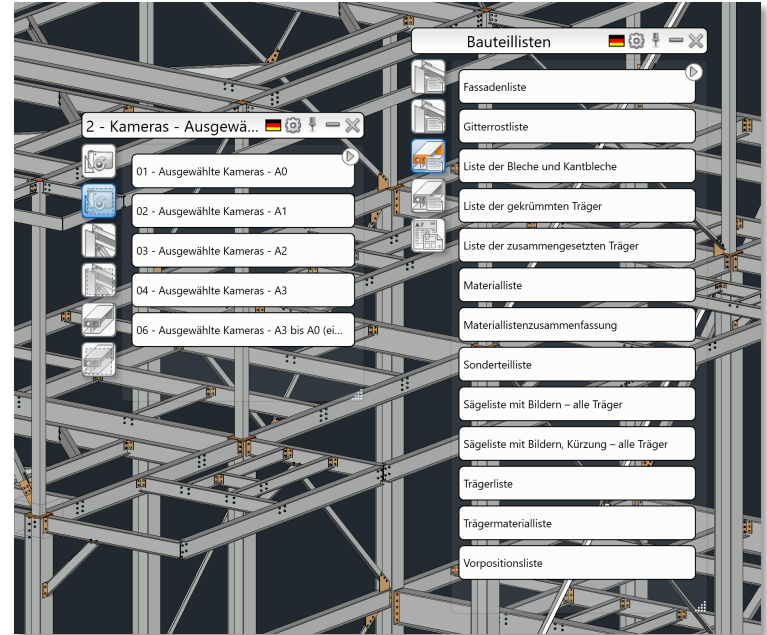 Bauteillisten
Fassadenliste
Gitterrostliste
Liste der Bleche und Kantbleche
Liste der gekrümmten Träger
Liste der zusammengesetzten Träger
Materialliste
Materiallistenzusammenfassung
Sonderteilliste
Sägeliste mit Bildern – alle Träger
Sägeliste mit Bildern, Kürzung – alle Träger
Trägerliste
Trägermaterialliste
Vorpositionsliste
2 - Kameras - Ausgewä...
01 - Ausgewählte Kameras - A0
02 - Ausgewählte Kameras - A1
03 - Ausgewählte Kameras - A2
04 - Ausgewählte Kameras - A3
06 - Ausgewählte Kameras - A3 bis A0 (ei...